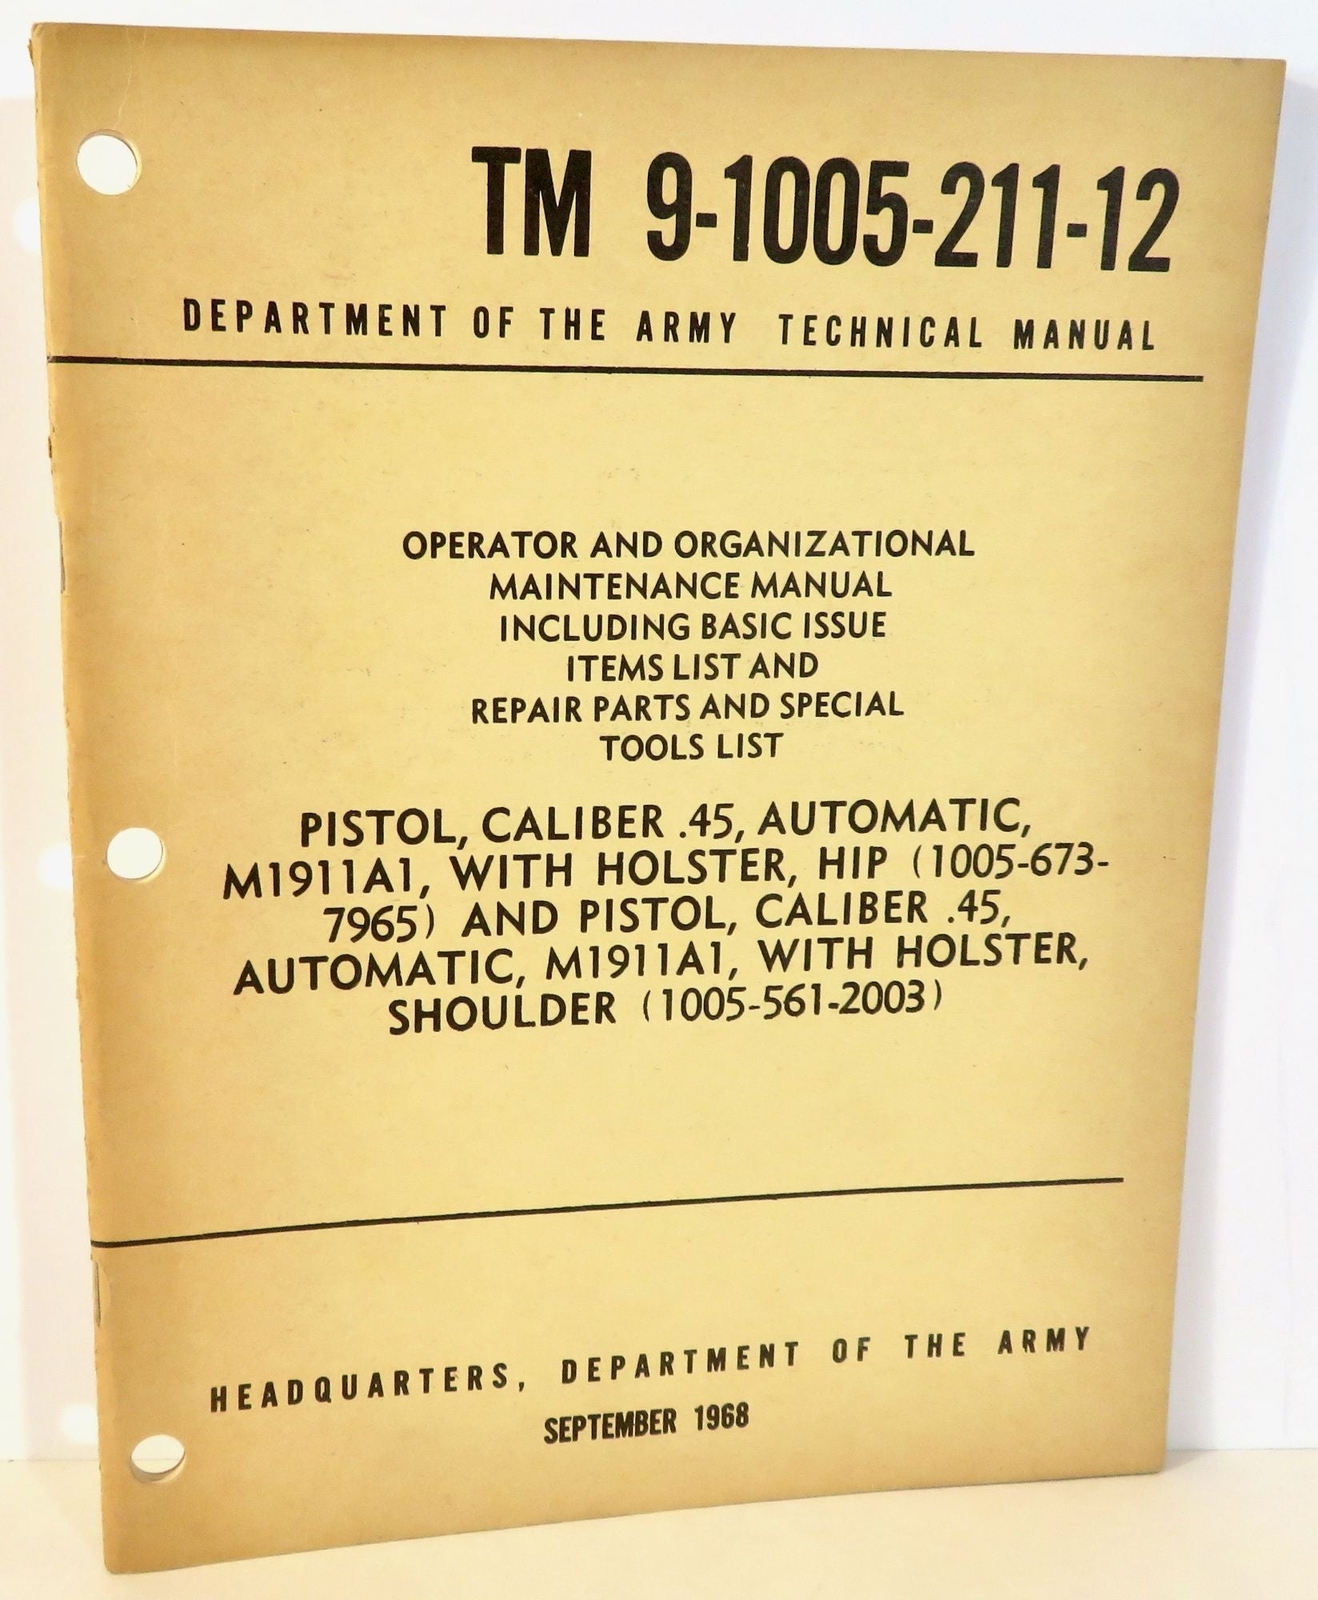 TM 9-1005-211-12
DEPARTMENT OF THE ARMY TECHNICAL MANUAL
OPERATOR AND ORGANIZATIONAL
MAINTENANCE MANUAL
INCLUDING BASIC ISSUE
ITEMS LIST AND
REPAIR PARTS AND SPECIAL
TOOLS LIST
PISTOL, CALIBER .45, AUTOMATIC,
M1911A1, WITH HOLSTER, HIP (1005-673-
7965) AND PISTOL, CALIBER .45,
AUTOMATIC, M1911A1, WITH HOLSTER,
SHOULDER (1005-561-2003)
HEADQUARTERS, DEPARTMENT OF THE ARMY
SEPTEMBER 1968